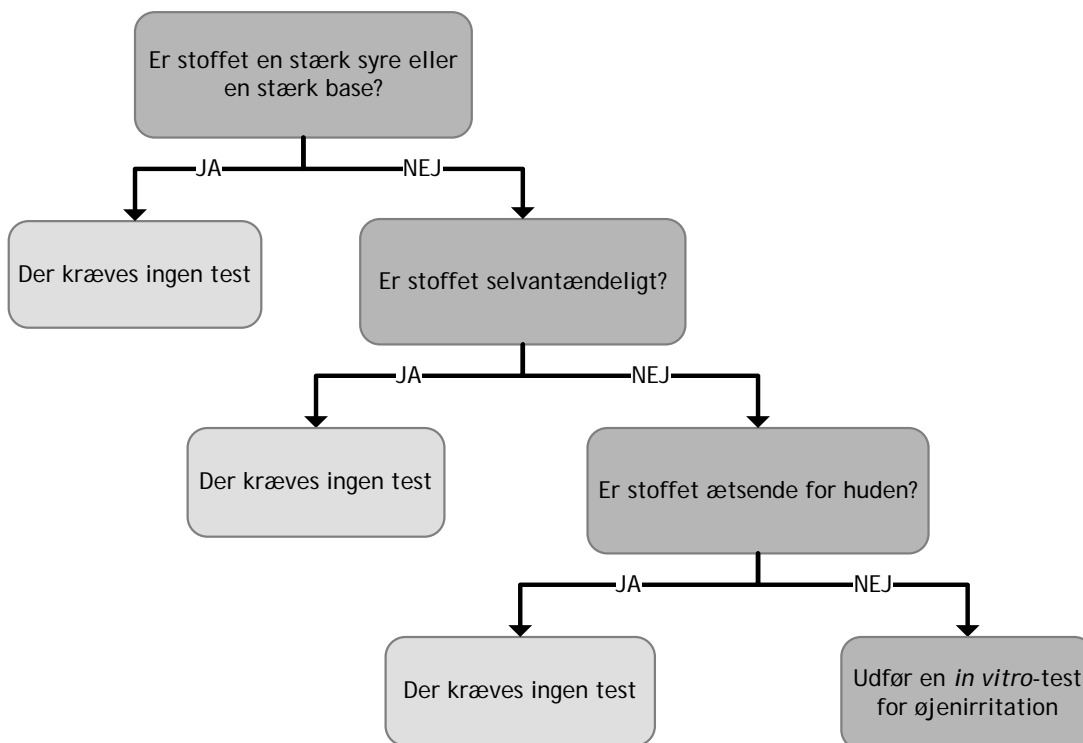 Er stoffet en stærk syre eller
en stærk base?
JA
NEJ
Der kræves ingen test
Er stoffet selvantændeligt?
JA
NEJ
Der kræves ingen test
Er stoffet ætsende for huden?
JA
NEJ
Der kræves ingen test
Udfør en in vitro-test
for øjenirritation